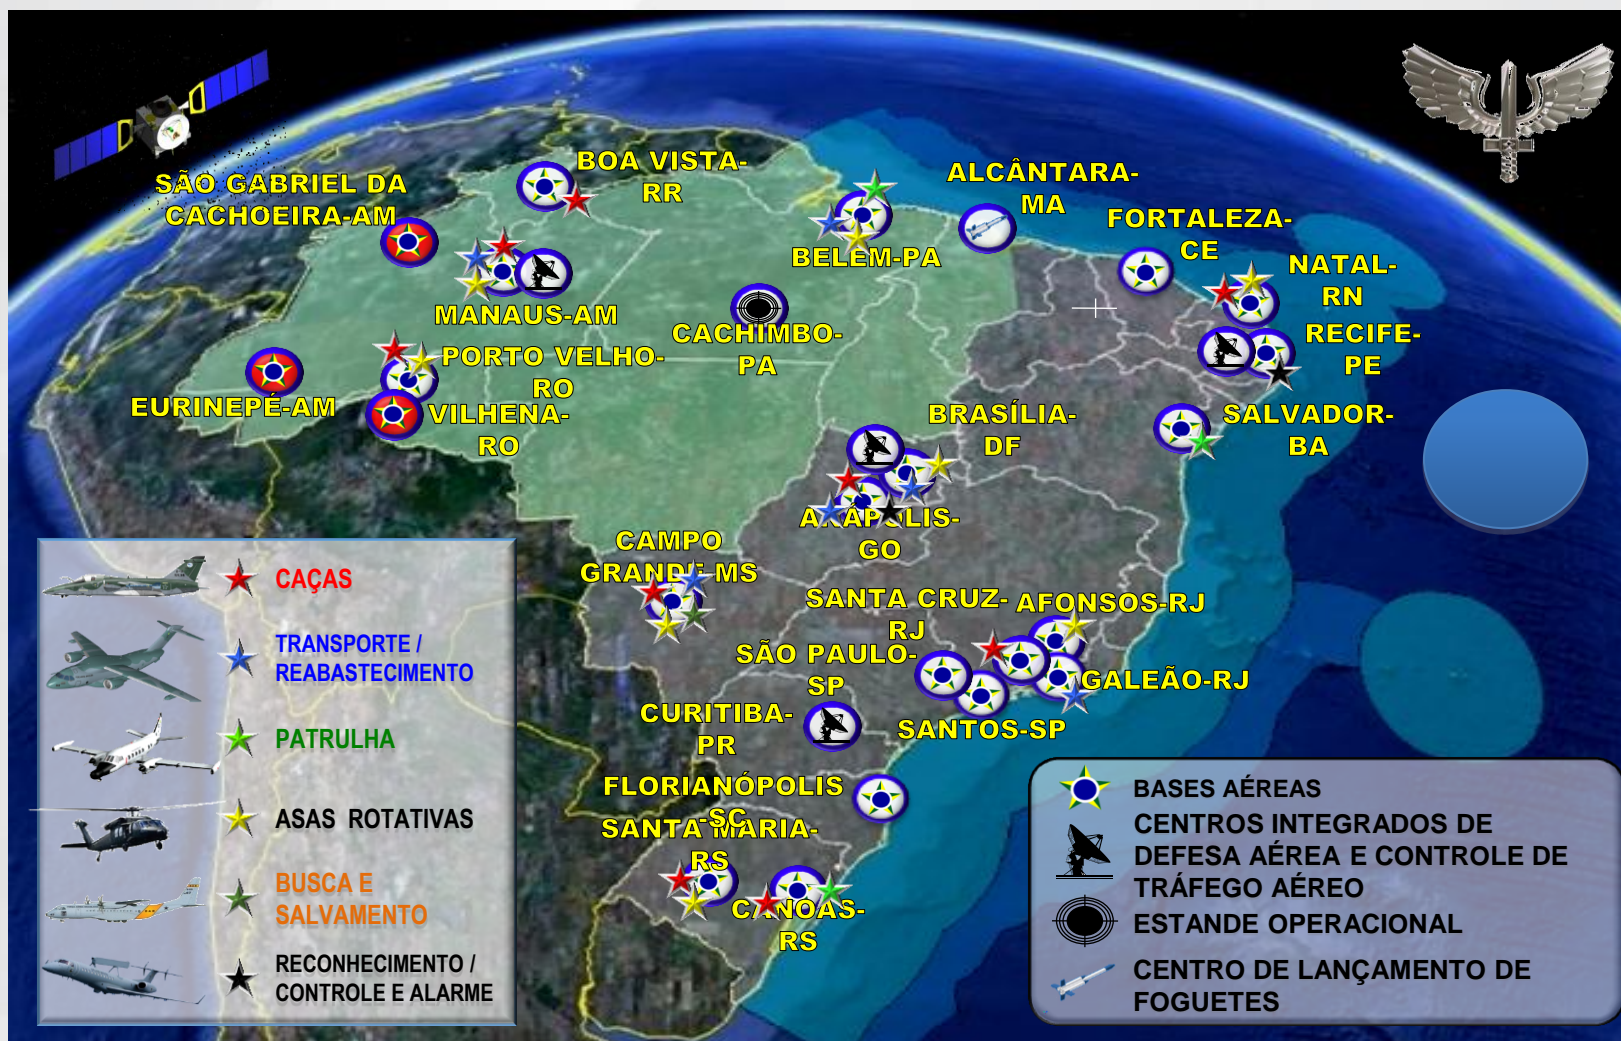 BOA VISTA-
RR
SÃO GABRIEL DA
CACHOEIRA-AM
ALCÂNTARA-
MA
FORTALEZA-
CE
BELÉM-PA
NATAL-
RN
MANAUS-AM
CACHIMBO-
PA
RECIFE-
PE
PORTO VELHO-
RO
EURINEPÉ-AM
VILHENA-
RO
BRASÍLIA-
DF
SALVADOR-
BA
ANÁPOLIS-
GO
CAMPO
GRANDE-MS
SANTA CRUZ-
RJ
AFONSOS-RJ
SÃO PAULO-
SP
GALEÃO-RJ
CURITIBA-
PR
SANTOS-SP
FLORIANÓPOLIS
-SC
SANTA MARIA-
RS
CANOAS-
RS
CAÇAS
TRANSPORTE /
REABASTECIMENTO
PATRULHA
ASAS ROTATIVAS
BUSCA E
SALVAMENTO
RECONHECIMENTO /
CONTROLE E ALARME
BASES AÉREAS
CENTROS INTEGRADOS DE
DEFESA AÉREA E CONTROLE DE
TRÁFEGO AÉREO
ESTANDE OPERACIONAL
CENTRO DE LANÇAMENTO DE
FOGUETES